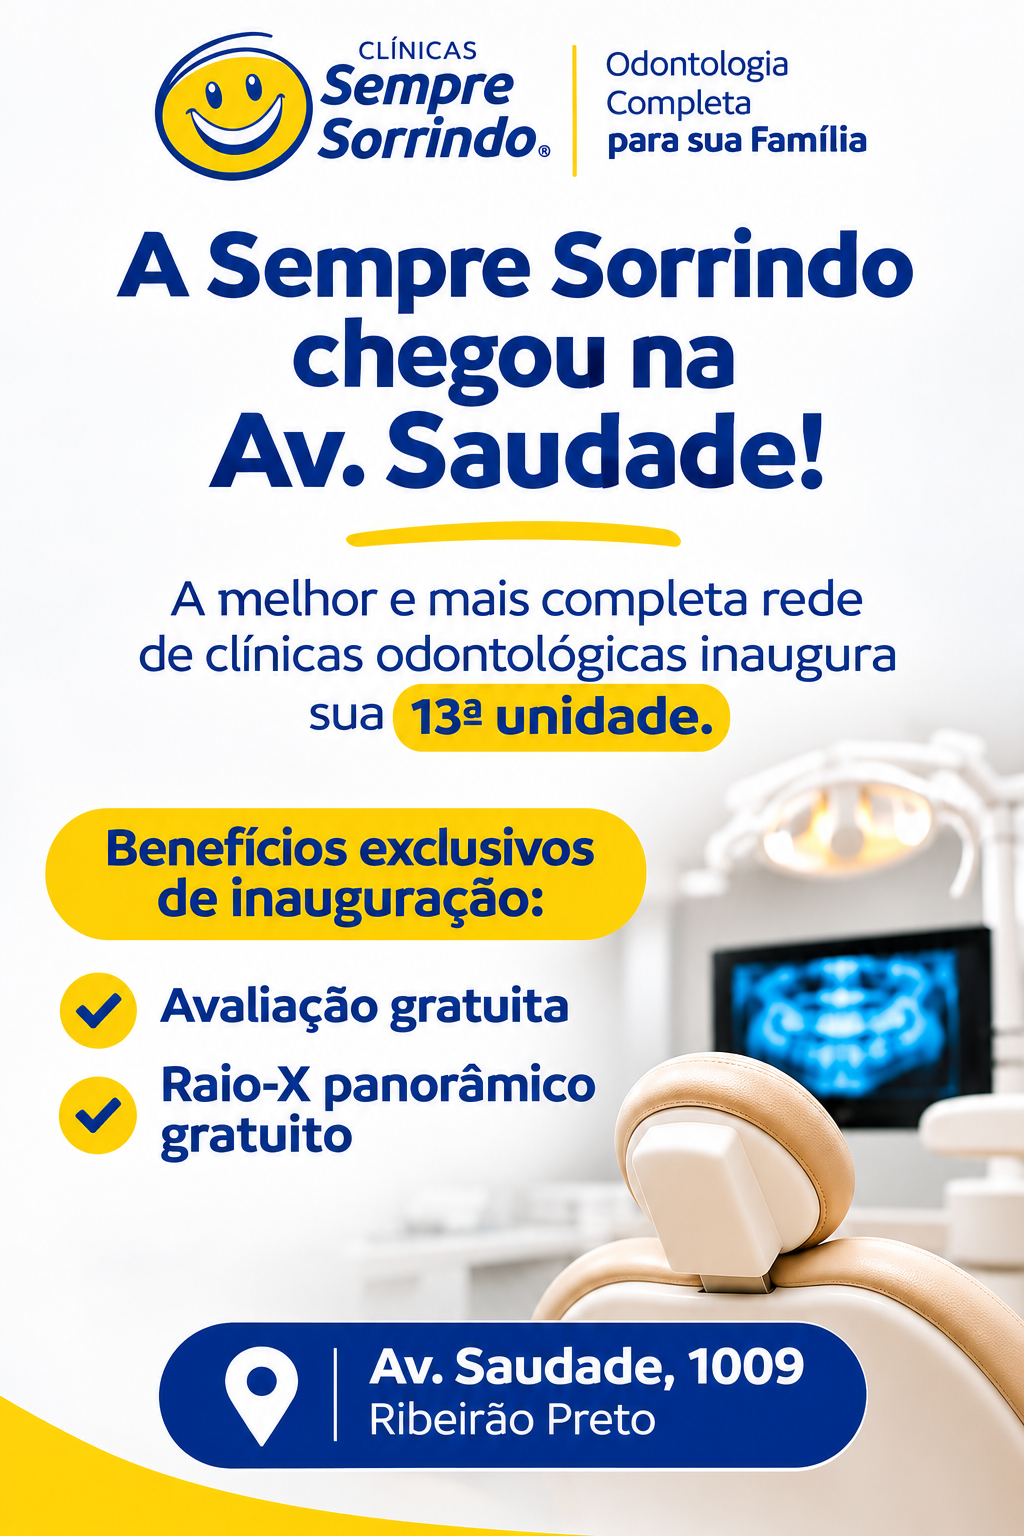 CLÍNICAS
Sempre
Sorrindo®
Odontologia
Completa
para sua Família
A Sempre Sorrindo
chegou na
Av. Saudade!
A melhor e mais completa rede
de clínicas odontológicas inaugura
sua 13ª unidade.
Benefícios exclusivos
de inauguração:
Avaliação gratuita
Raio-X panorâmico
gratuito
Av. Saudade, 1009
Ribeirão Preto